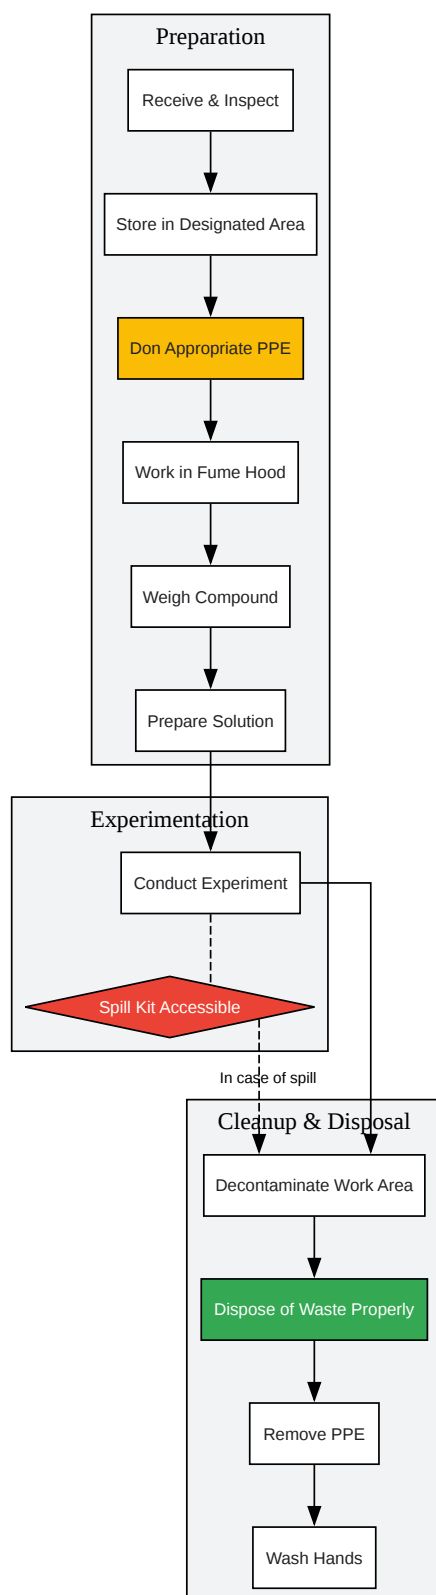 Preparation
Receive & Inspect
Store in Designated Area
Don Appropriate PPE
Work in Fume Hood
Weigh Compound
Prepare Solution
Experimentation
Conduct Experiment
Spill Kit Accessible
In case of spill
Cleanup & Disposal
Decontaminate Work Area
Dispose of Waste Properly
Remove PPE
Wash Hands